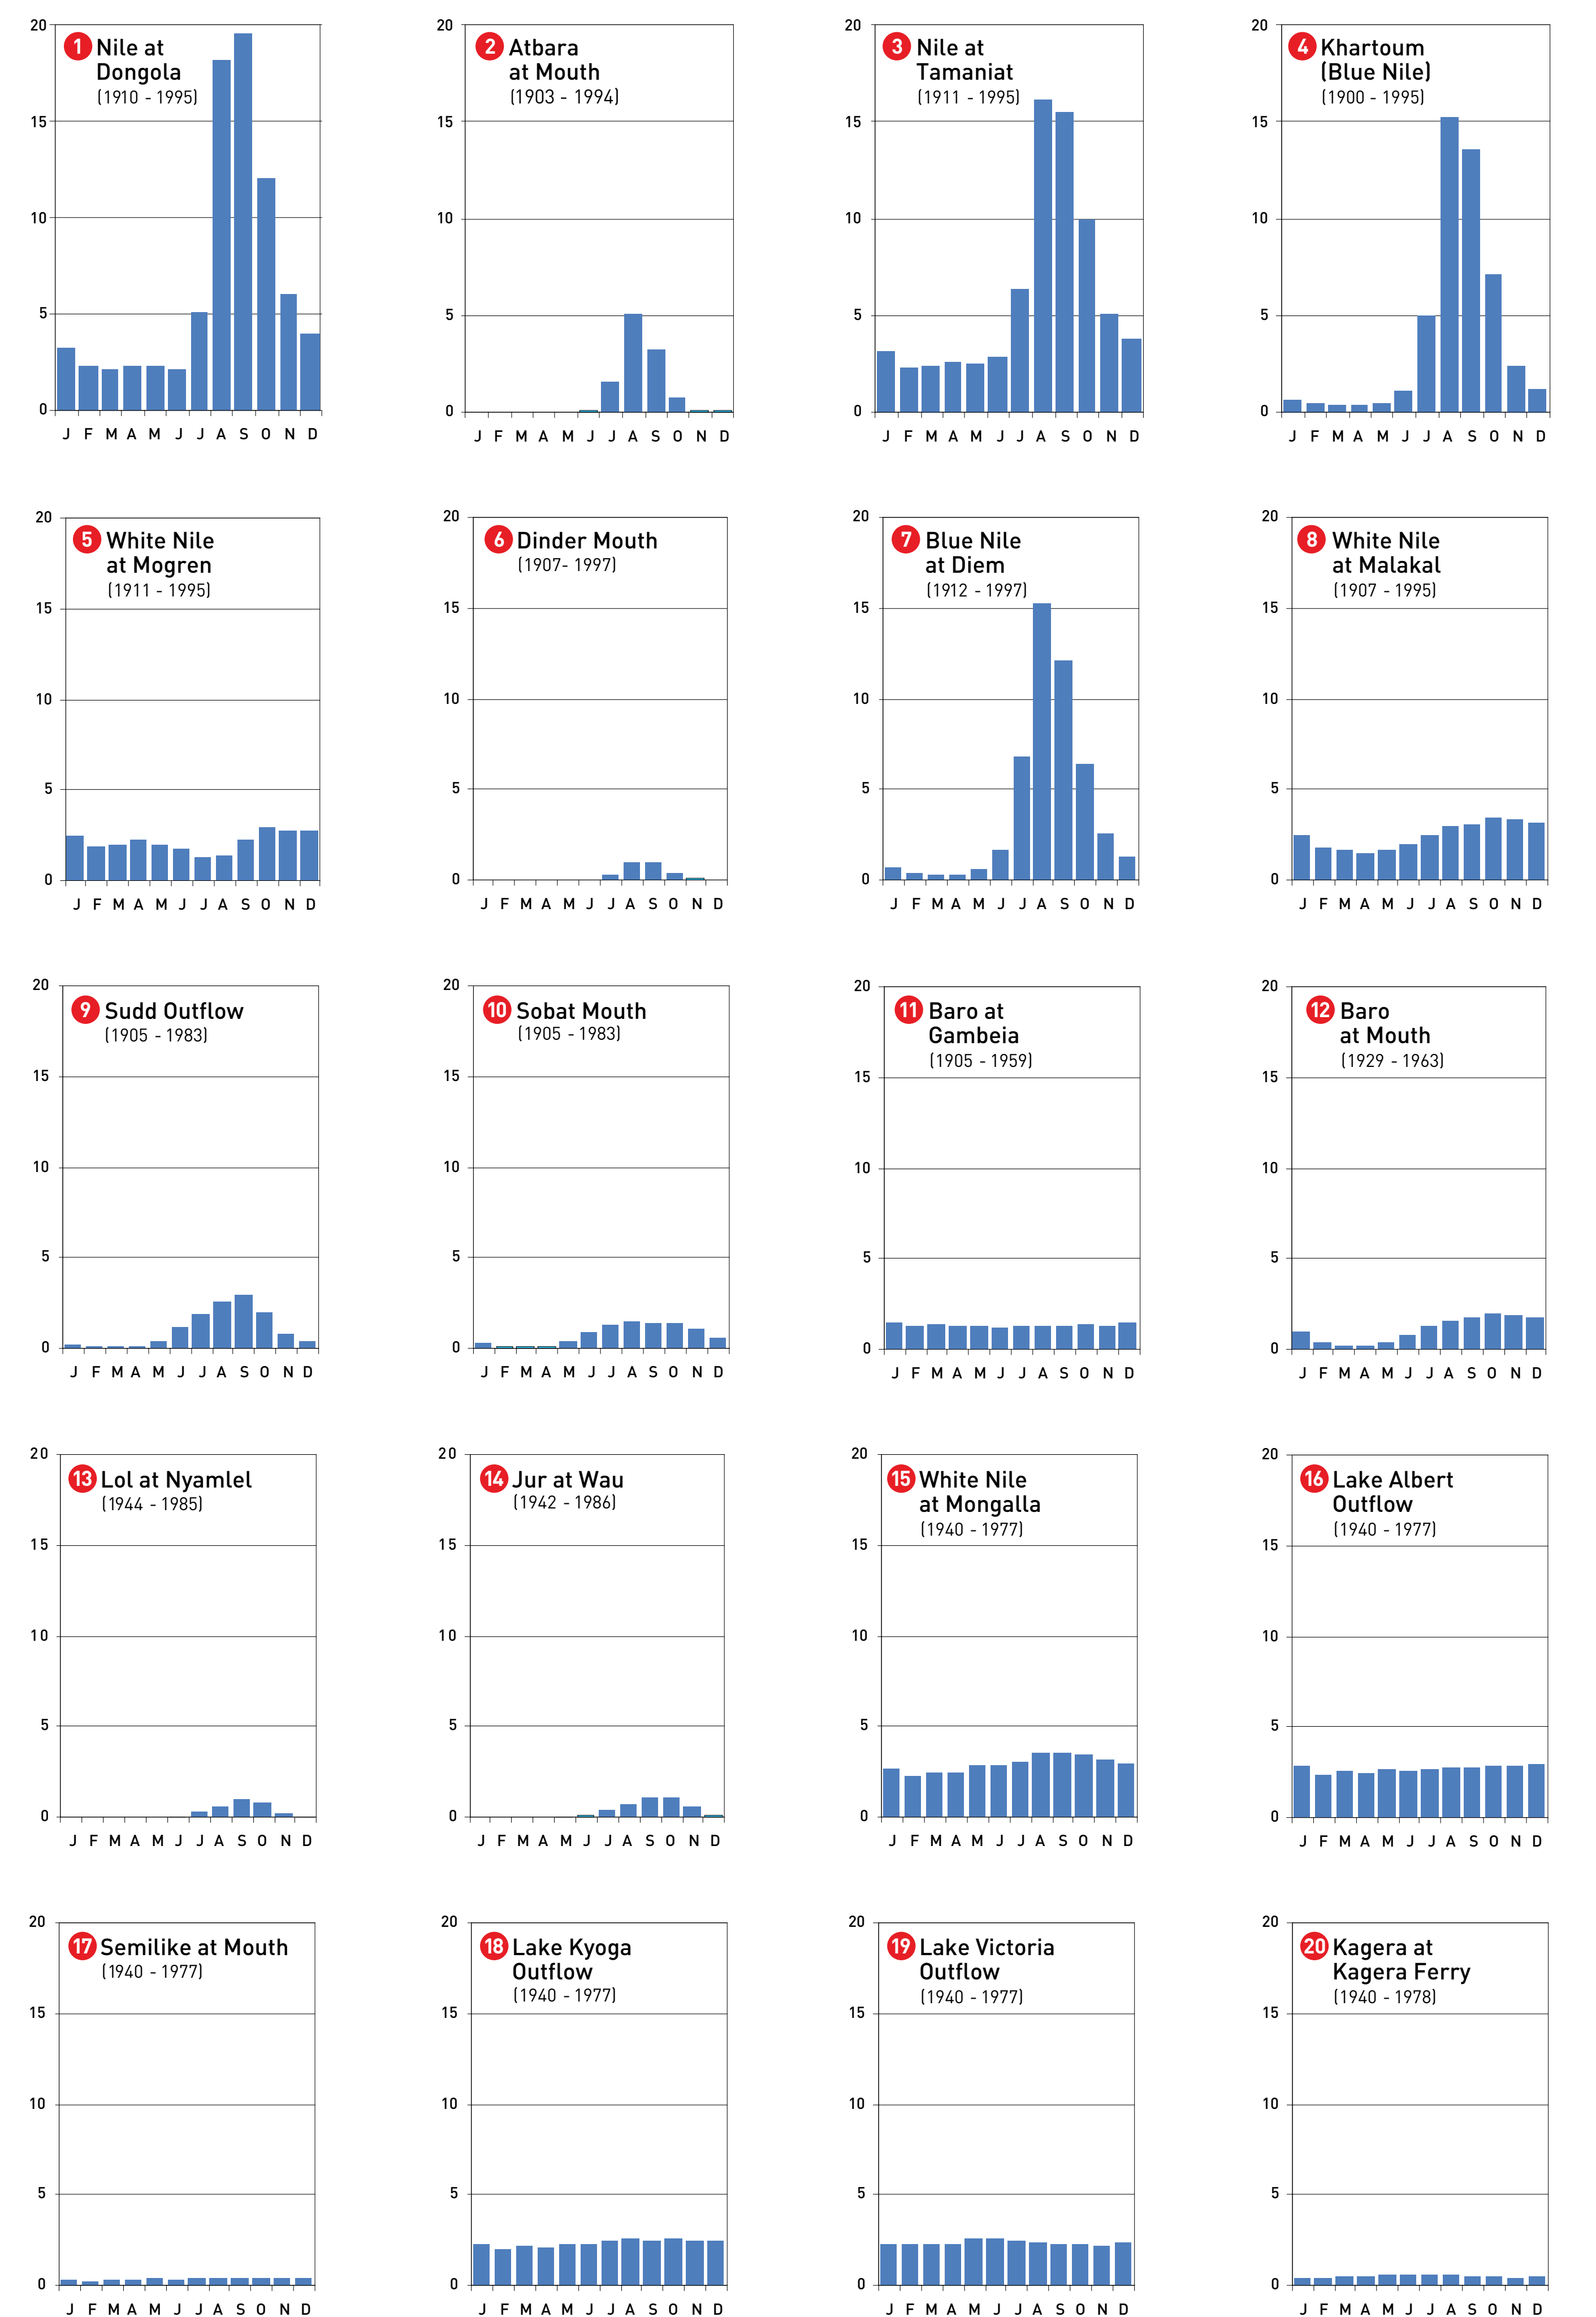 1 Nile at
Dongola
(1910 - 1995)
20
15
10
5
0
J F M A M J J A S O N D
2 Atbara
at Mouth
(1903 - 1994)
20
15
10
5
0
J F M A M J J A S O N D
3 Nile at
Tamaniat
(1911 - 1995)
20
15
10
5
0
J F M A M J J A S O N D
4 Khartoum
(Blue Nile)
(1900 - 1995)
20
15
10
5
0
J F M A M J J A S O N D
5 White Nile
at Mogren
(1911 - 1995)
20
15
10
5
0
J F M A M J J A S O N D
6 Dinder Mouth
(1907- 1997)
20
15
10
5
0
J F M A M J J A S O N D
7 Blue Nile
at Diem
(1912 - 1997)
20
15
10
5
0
J F M A M J J A S O N D
8 White Nile
at Malakal
(1907 - 1995)
20
15
10
5
0
J F M A M J J A S O N D
9 Sudd Outflow
(1905 - 1983)
20
15
10
5
0
J F M A M J J A S O N D
10 Sobat Mouth
(1905 - 1983)
20
15
10
5
0
J F M A M J J A S O N D
11 Baro at
Gambeia
(1905 - 1959)
20
15
10
5
0
J F M A M J J A S O N D
12 Baro
at Mouth
(1929 - 1963)
20
15
10
5
0
J F M A M J J A S O N D
13 Lol at Nyamlel
(1944 - 1985)
20
15
10
5
0
J F M A M J J A S O N D
14 Jur at Wau
(1942 - 1986)
20
15
10
5
0
J F M A M J J A S O N D
15 White Nile
at Mongalla
(1940 - 1977)
20
15
10
5
0
J F M A M J J A S O N D
16 Lake Albert
Outflow
(1940 - 1977)
20
15
10
5
0
J F M A M J J A S O N D
17 Semilike at Mouth
(1940 - 1977)
20
15
10
5
0
J F M A M J J A S O N D
18 Lake Kyoga
Outflow
(1940 - 1977)
20
15
10
5
0
J F M A M J J A S O N D
19 Lake Victoria
Outflow
(1940 - 1977)
20
15
10
5
0
J F M A M J J A S O N D
20 Kagera at
Kagera Ferry
(1940 - 1978)
20
15
10
5
0
J F M A M J J A S O N D